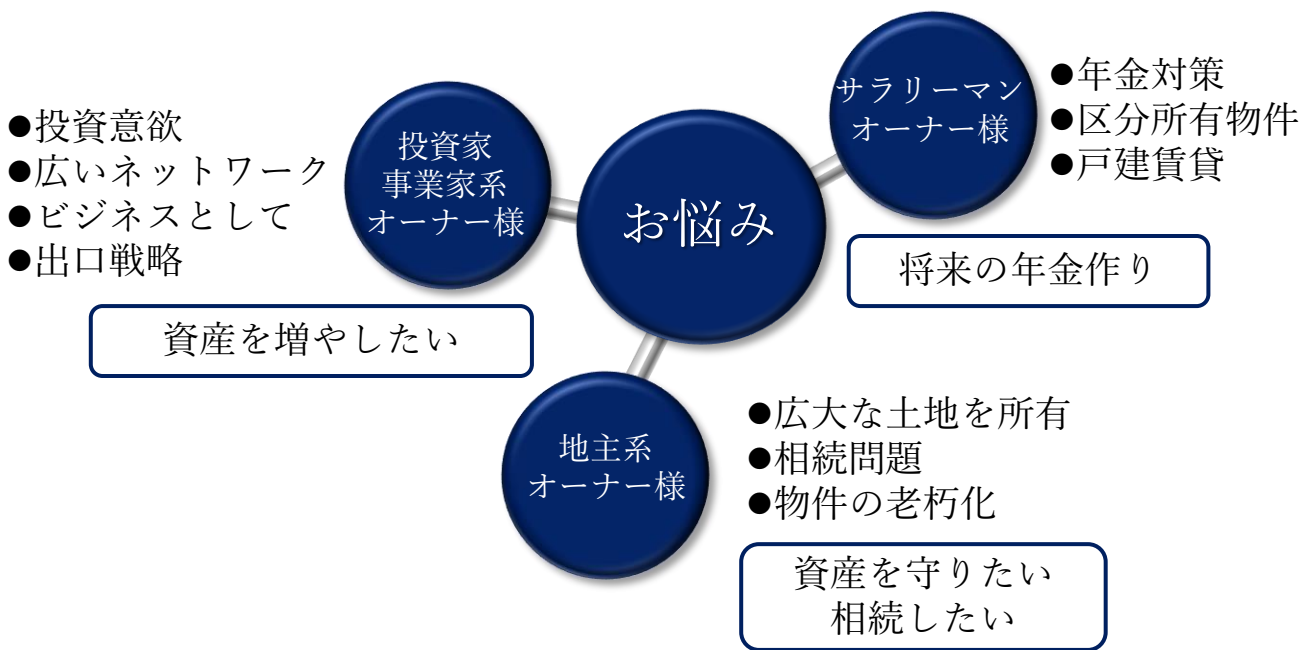 お悩み
投資家
事業家系
オーナー様
●投資意欲
●広いネットワーク
●ビジネスとして
●出口戦略
資産を増やしたい
サラリーマン
オーナー様
●年金対策
●区分所有物件
●戸建賃貸
将来の年金作り
地主系
オーナー様
●広大な土地を所有
●相続問題
●物件の老朽化
資産を守りたい
相続したい